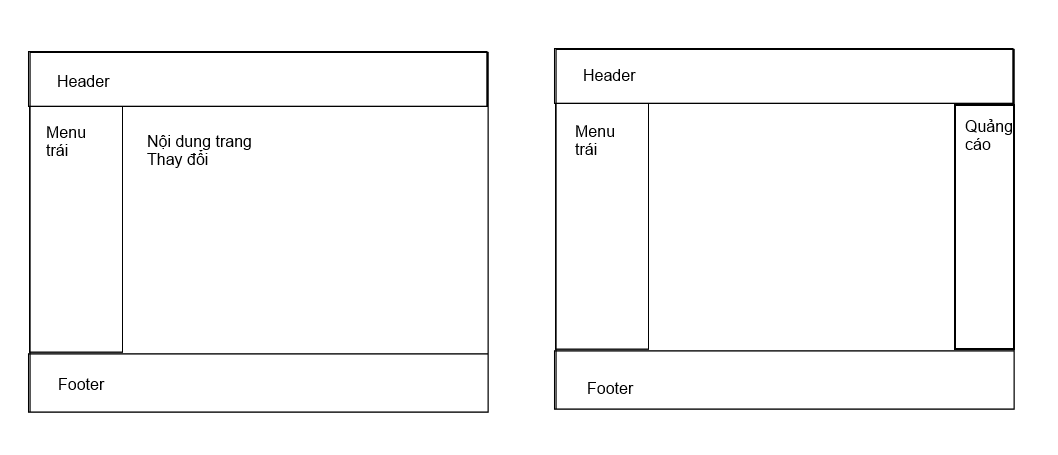 Header
Menu
trái
Nội dung trang
Thay đổi
Footer
Header
Menu
trái
Quảng
cáo
Footer